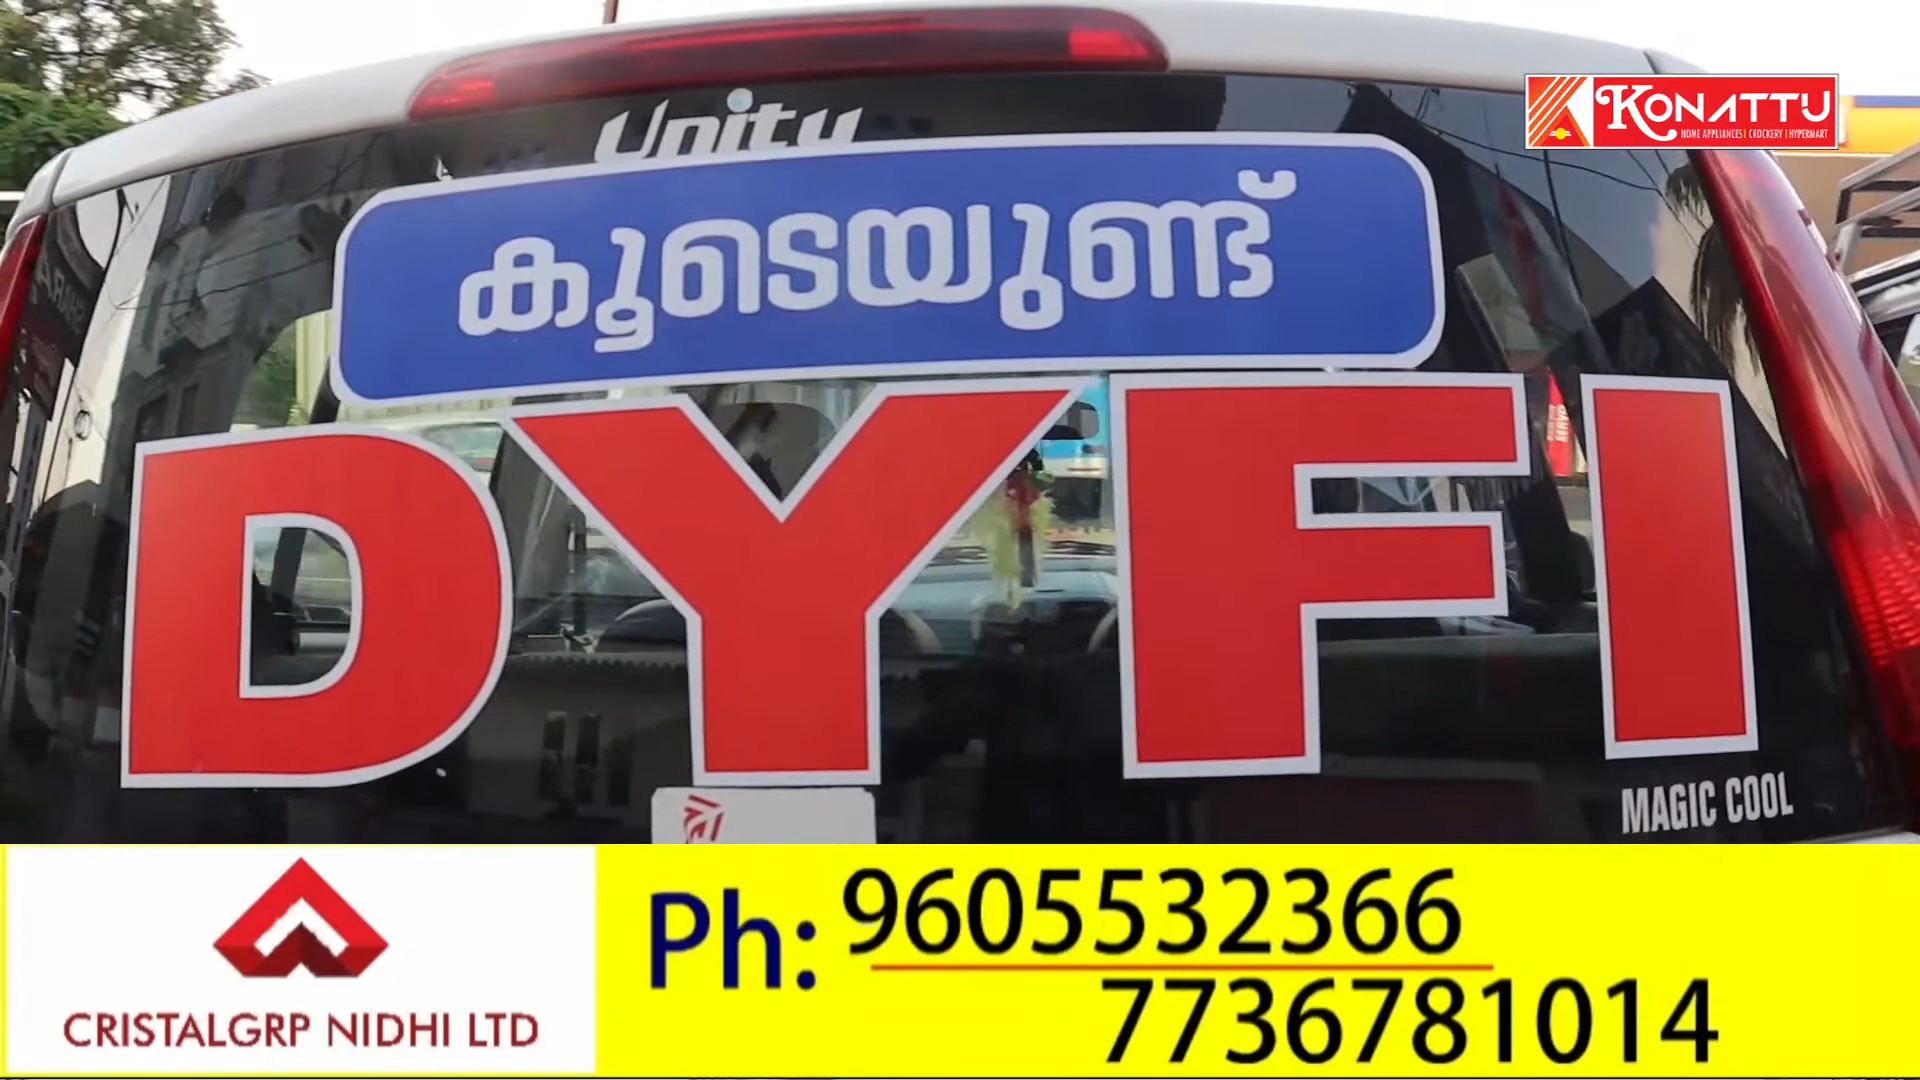 KONATTU
HOME APPLIANCES | CROCKERY | HYPERMART
Unity
കൂടെയുണ്ട്
DYFI
MAGIC COOL
CRISTALGRP NIDHI LTD
Ph: 9605532366
7736781014